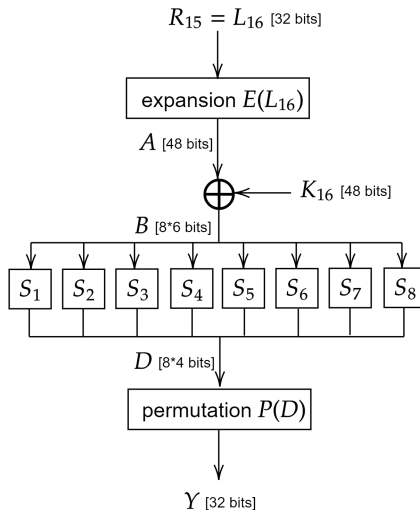 R₁₅ = L₁₆ [32 bits]
expansion E(L₁₆)
A [48 bits]
K₁₆ [48 bits]
B [8*6 bits]
S₁ S₂ S₃ S₄ S₅ S₆ S₇ S₈
D [8*4 bits]
permutation P(D)
Y [32 bits]